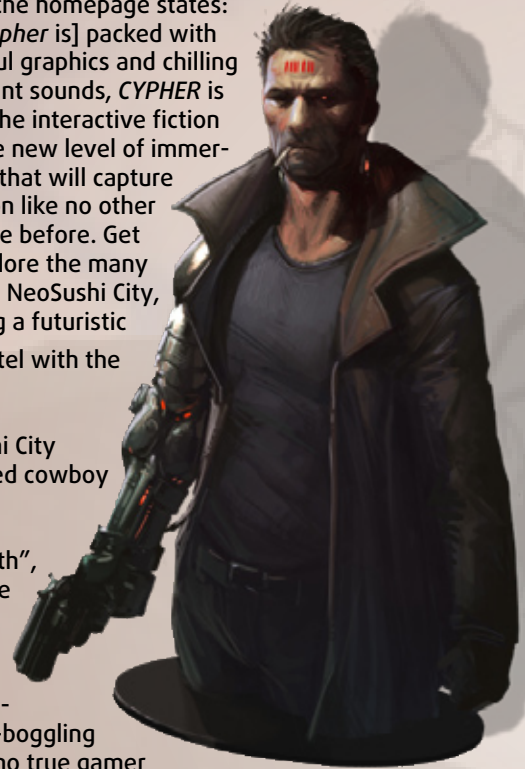 the homepage states:
pher is] packed with
ul graphics and chilling
nt sounds, CYPHER is
he interactive fiction
e new level of immer-
that will capture
n like no other
e before. Get
lore the many
NeoSushi City,
g a futuristic
tel with the
i City
ed cowboy
th”,
e
-
-boggling
no true gamer